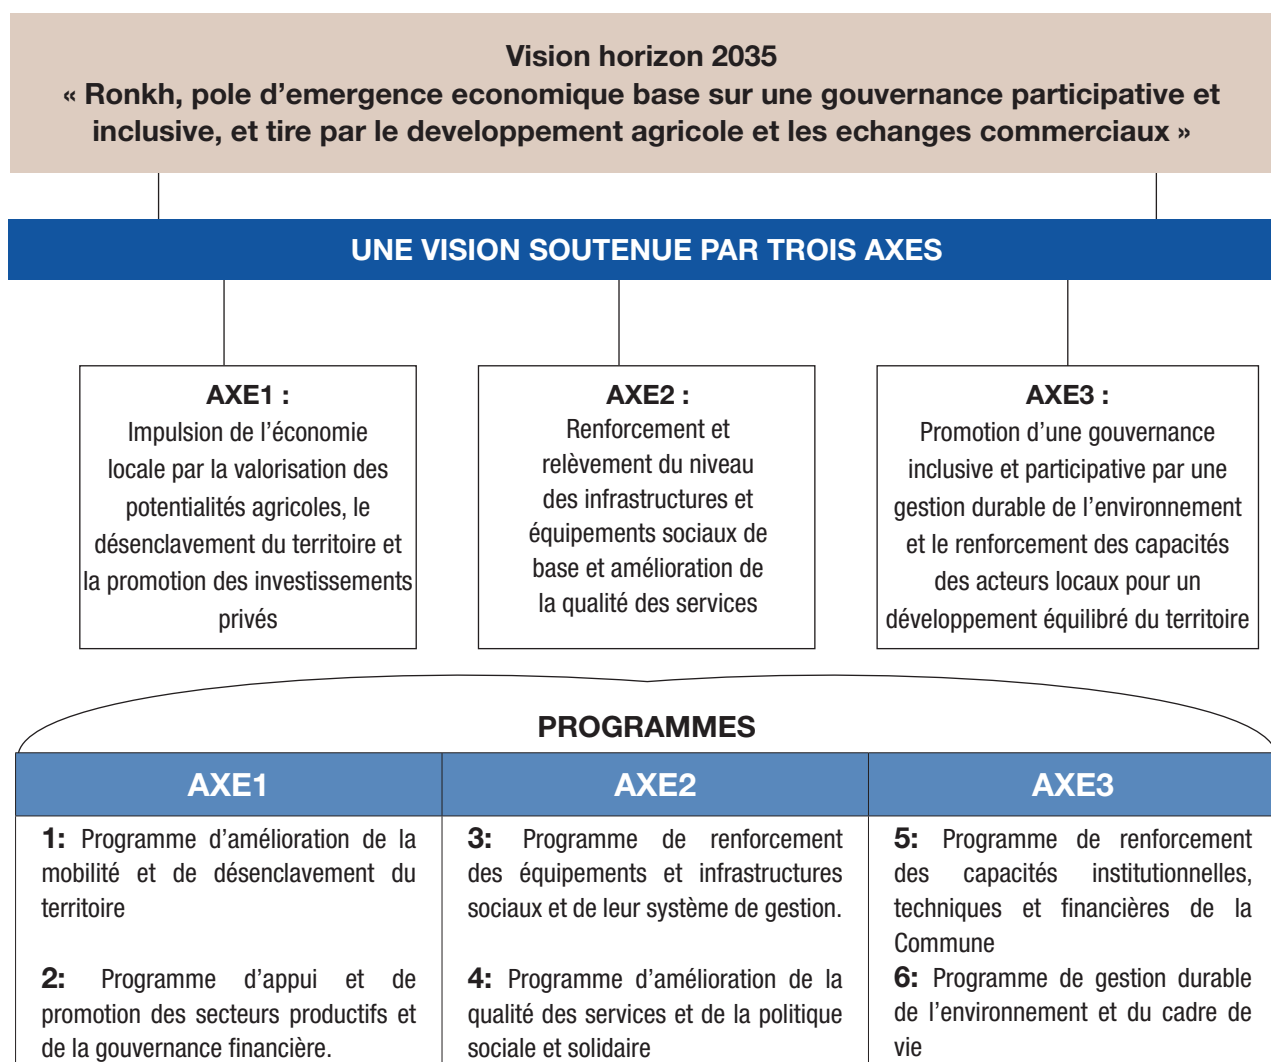 Vision horizon 2035
« Ronkh, pole d’emergence economique base sur une gouvernance participative et
inclusive, et tire par le developpement agricole et les echanges commerciaux »
UNE VISION SOUTENUE PAR TROIS AXES
AXE1 :
Impulsion de l’économie
locale par la valorisation des
potentialités agricoles, le
désenclavement du territoire et
la promotion des investissements
privés
AXE2 :
Renforcement et
relèvement du niveau
des infrastructures et
équipements sociaux de
base et amélioration de
la qualité des services
AXE3 :
Promotion d’une gouvernance
inclusive et participative par une
gestion durable de l’environnement
et le renforcement des capacités
des acteurs locaux pour un
développement équilibré du territoire
PROGRAMMES
AXE1
1: Programme d’amélioration de la
mobilité et de désenclavement du
territoire
2: Programme d’appui et de
promotion des secteurs productifs et
de la gouvernance financière.
AXE2
3: Programme de renforcement
des équipements et infrastructures
sociaux et de leur système de gestion.
4: Programme d’amélioration de la
qualité des services et de la politique
sociale et solidaire
AXE3
5: Programme de renforcement
des capacités institutionnelles,
techniques et financières de la
Commune
6: Programme de gestion durable
de l’environnement et du cadre de
vie